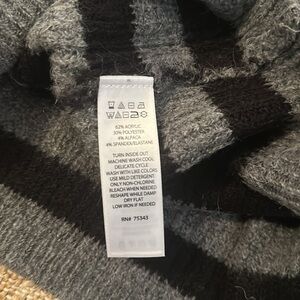 62% ACRYLIC
30% POLYESTER
4% ALPACA
4% SPANDEX/ELASTANE
TURN INSIDE OUT
MACHINE WASH COOL
DELICATE CYCLE
WASH WITH LIKE COLORS
USE MILD DETERGENT
ONLY NON-CHLORINE
BLEACH WHEN NEEDED
RESHAPE WHILE DAMP
DRY FLAT
LOW IRON IF NEEDED
RN# 75343